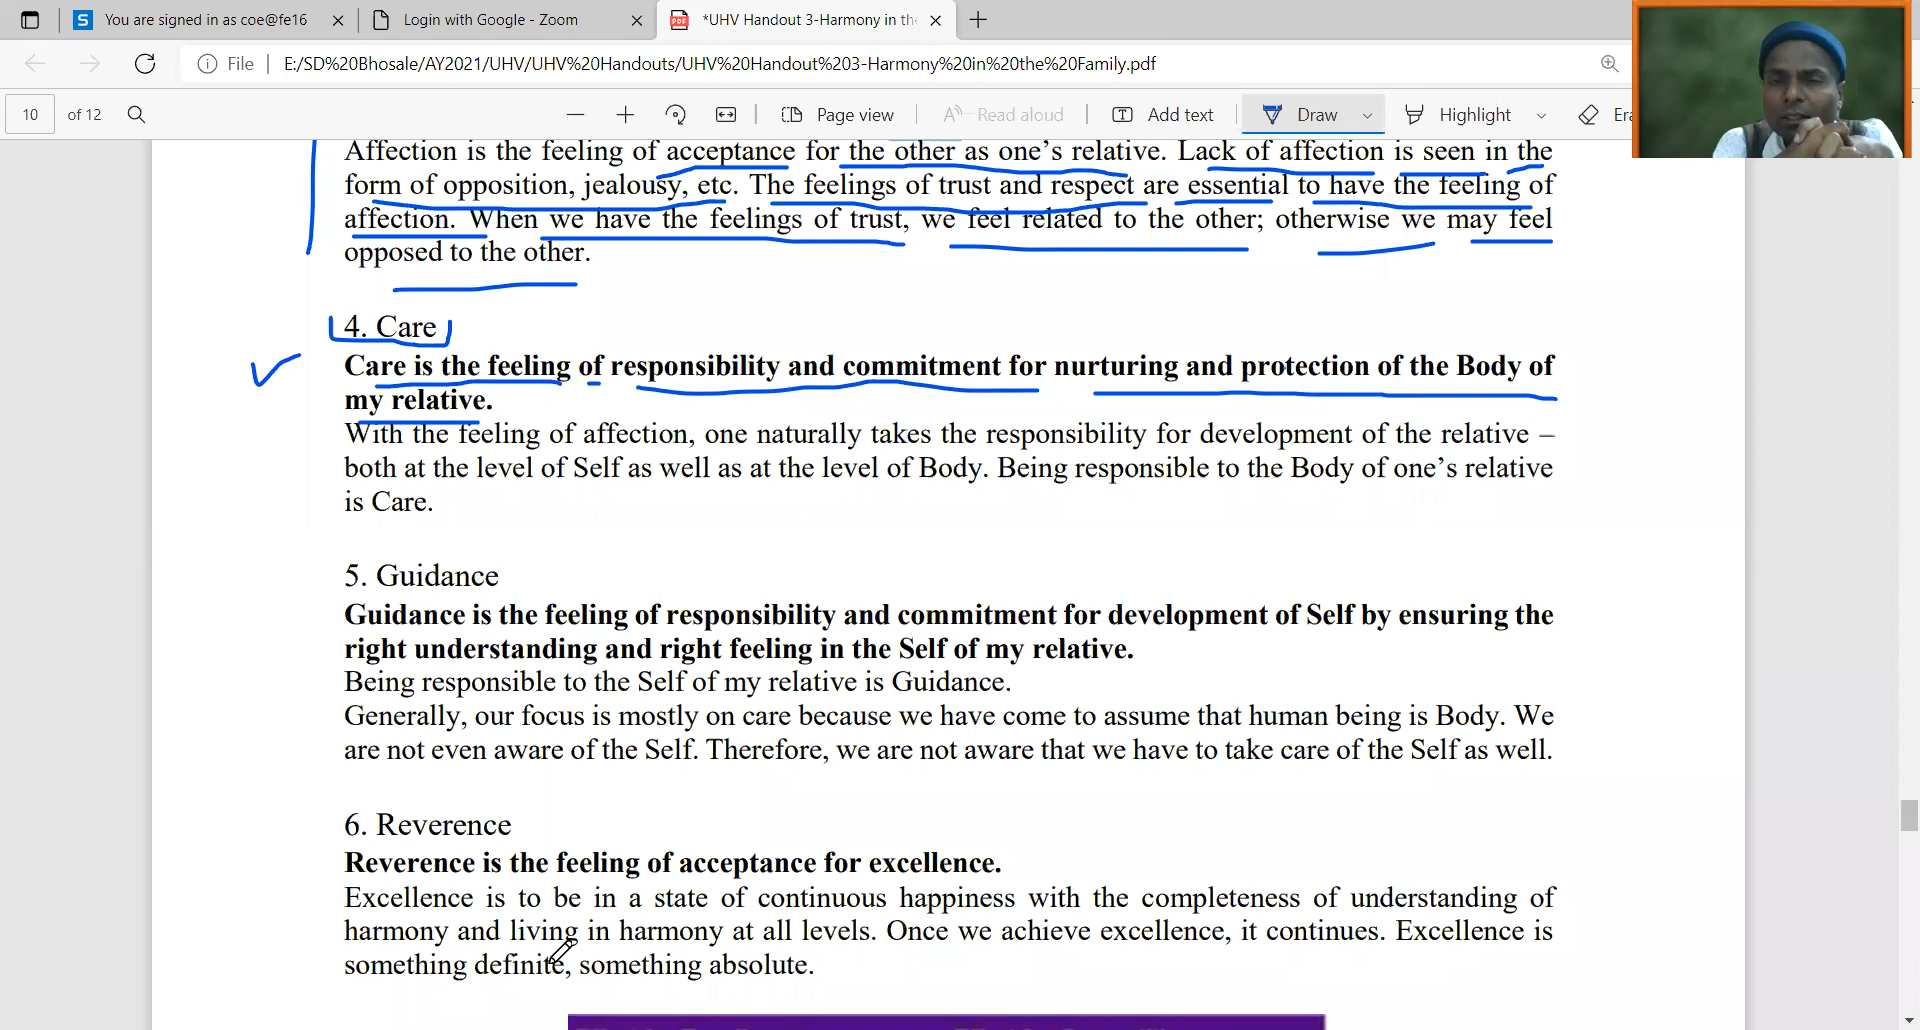 You are signed in as coe@fe16
Login with Google - Zoom
*UHV Handout 3-Harmony in the
File
E:/SD%20Bhosale/AY2021/UHV/UHV%20Handouts/UHV%20Handout%203-Harmony%20in%20the%20Family.pdf
10 of 12
Page view
Read aloud
Add text
Draw
Highlight
Affection is the feeling of acceptance for the other as one’s relative. Lack of affection is seen in the
form of opposition, jealousy, etc. The feelings of trust and respect are essential to have the feeling of
affection. When we have the feelings of trust, we feel related to the other; otherwise we may feel
opposed to the other.
4. Care
Care is the feeling of responsibility and commitment for nurturing and protection of the Body of
my relative.
With the feeling of affection, one naturally takes the responsibility for development of the relative –
both at the level of Self as well as at the level of Body. Being responsible to the Body of one’s relative
is Care.
5. Guidance
Guidance is the feeling of responsibility and commitment for development of Self by ensuring the
right understanding and right feeling in the Self of my relative.
Being responsible to the Self of my relative is Guidance.
Generally, our focus is mostly on care because we have come to assume that human being is Body. We
are not even aware of the Self. Therefore, we are not aware that we have to take care of the Self as well.
6. Reverence
Reverence is the feeling of acceptance for excellence.
Excellence is to be in a state of continuous happiness with the completeness of understanding of
harmony and living in harmony at all levels. Once we achieve excellence, it continues. Excellence is
something definite, something absolute.